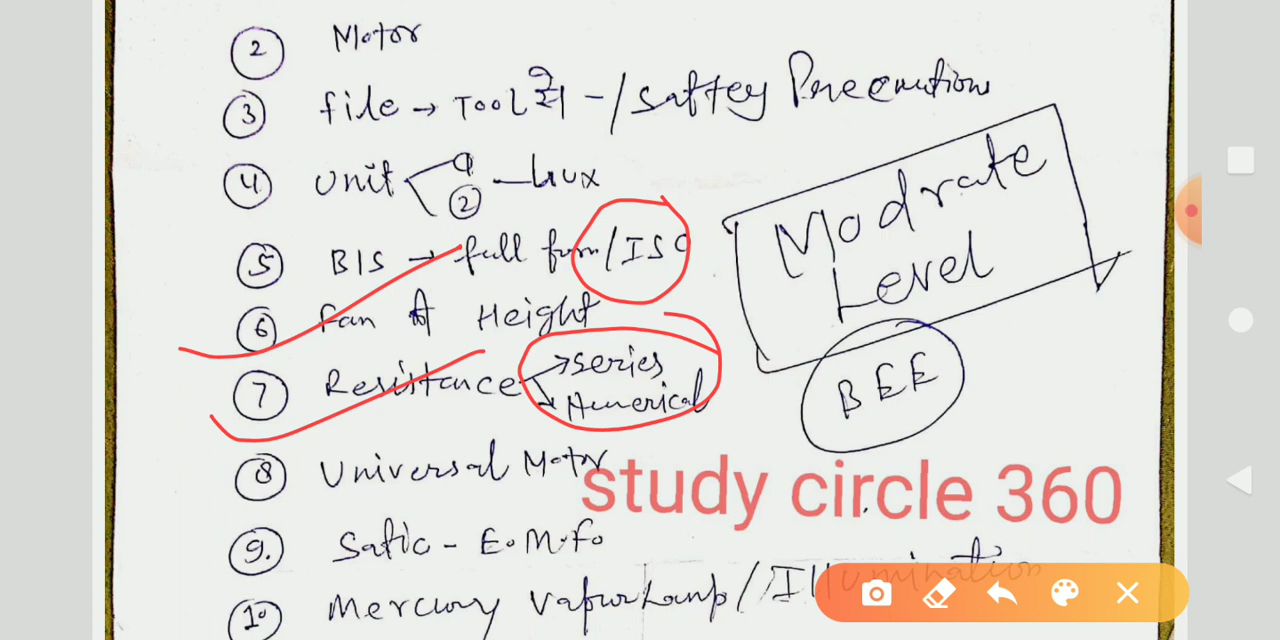 ② Motor
③ file → TOOL से -/ Saftey Precaution
④ Unit ① ② - Lux
⑤ BIS → full form /ISO
⑥ Fan की Height
⑦ Resistance → series
→ Numerical
Modrate
Level
BEE
⑧ Universal Motor
study circle 360
⑨. Satic - E.M.F.
⑩ Mercury Vapour Lamp / Illumination